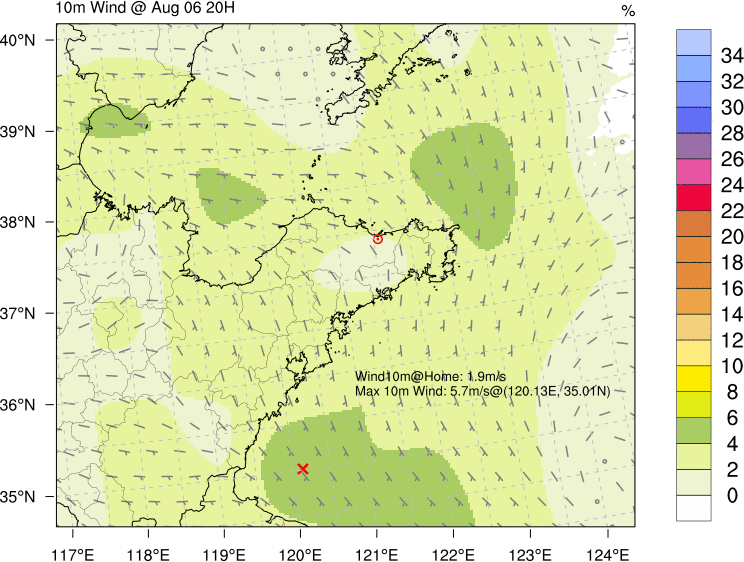 10m Wind @ Aug 06 20H
%
40°N
39°N
38°N
37°N
36°N
35°N
117°E
118°E
119°E
120°E
121°E
122°E
123°E
124°E
Wind10m@Home: 1.9m/s
Max 10m Wind: 5.7m/s@(120.13E, 35.01N)
34
32
30
28
26
24
22
20
18
16
14
12
10
8
6
4
2
0